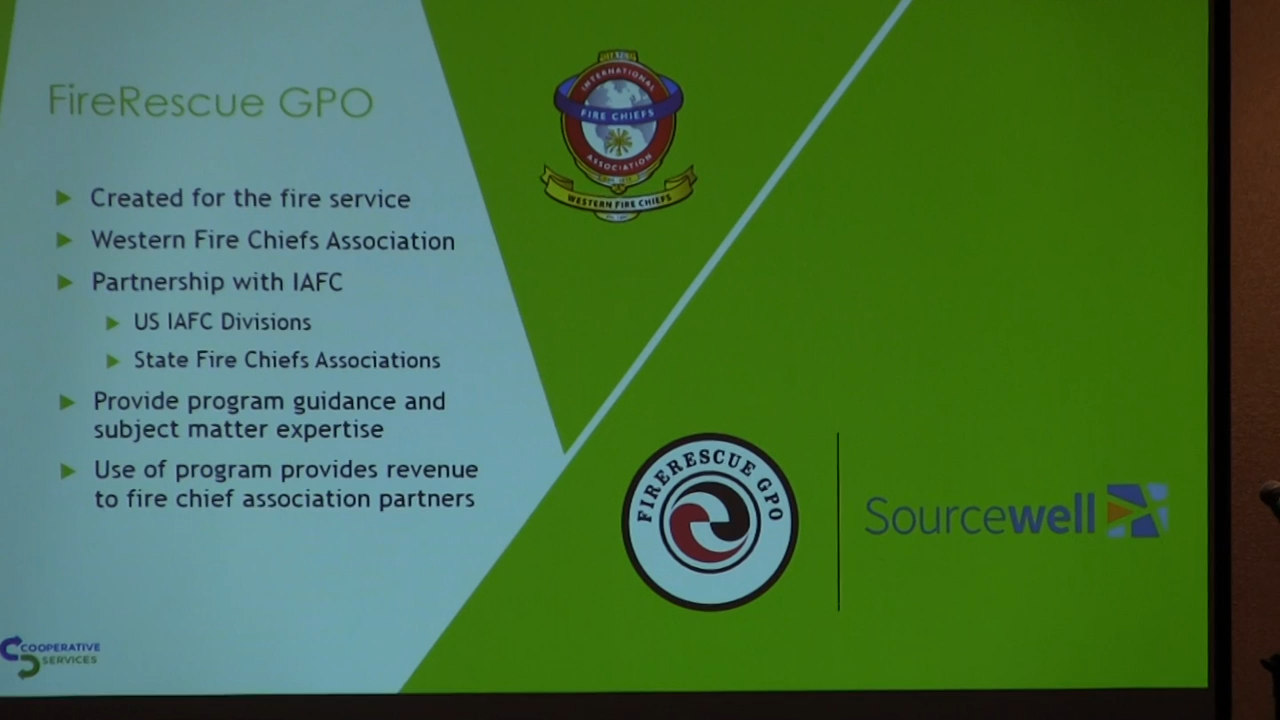 FireRescue GPO
Created for the fire service
Western Fire Chiefs Association
Partnership with IAFC
US IAFC Divisions
State Fire Chiefs Associations
Provide program guidance and
subject matter expertise
Use of program provides revenue
to fire chief association partners
INTERNATIONAL
FIRE CHIEFS
ASSOCIATION
WESTERN FIRE CHIEFS
FIRERESCUE GPO
Sourcewell
COOPERATIVE
SERVICES